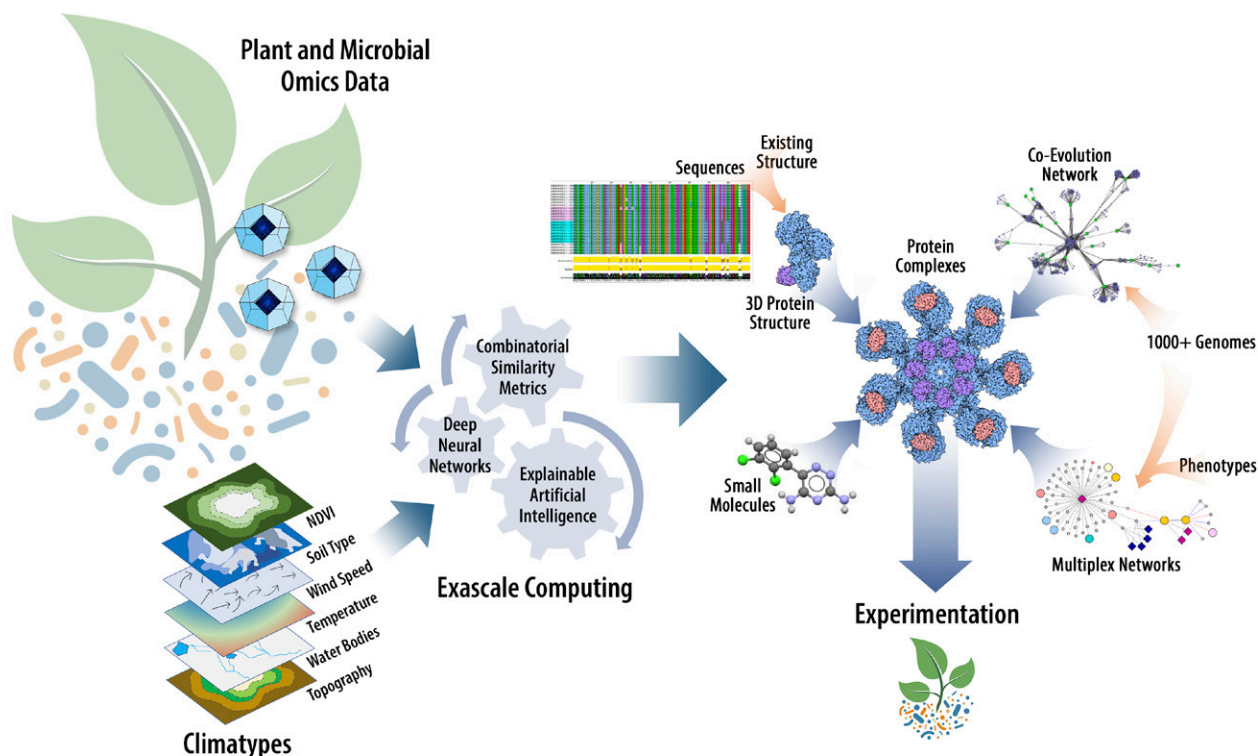 Plant and Microbial
Omics Data
Existing
Structure
Sequences
3D Protein
Structure
Co-Evolution
Network
Protein
Complexes
1000+ Genomes
Combinatorial
Similarity
Metrics
Deep
Neural
Networks
Explainable
Artificial
Intelligence
Exascale Computing
Small
Molecules
Phenotypes
Multiplex Networks
NDVI
Soil Type
Wind Speed
Temperature
Water Bodies
Topography
Climatypes
Experimentation